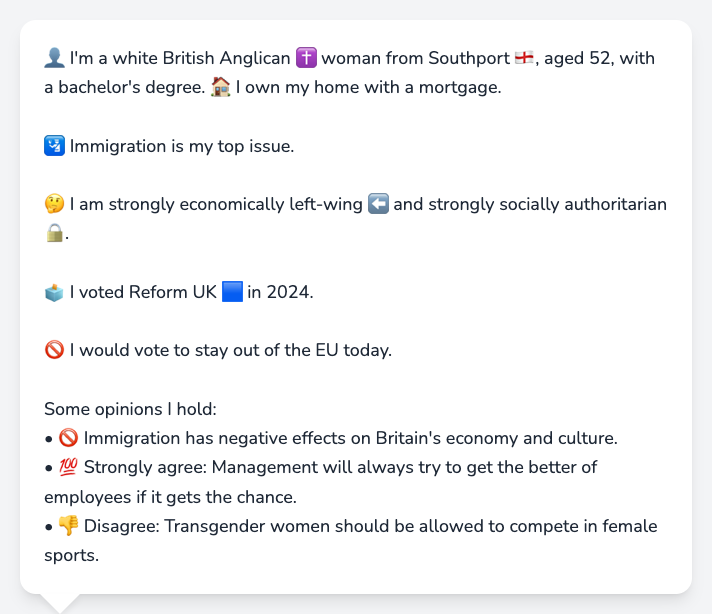 👤 I'm a white British Anglican ✝️ woman from Southport 🏴󠁧󠁢󠁥󠁮󠁧󠁿, aged 52, with
a bachelor's degree. 🏠 I own my home with a mortgage.
🛂 Immigration is my top issue.
🤔 I am strongly economically left-wing ⬅️ and strongly socially authoritarian
🔒.
🗳️ I voted Reform UK 🟦 in 2024.
🚫 I would vote to stay out of the EU today.
Some opinions I hold:
• 🚫 Immigration has negative effects on Britain's economy and culture.
• 💯 Strongly agree: Management will always try to get the better of
employees if it gets the chance.
• 👎 Disagree: Transgender women should be allowed to compete in female
sports.